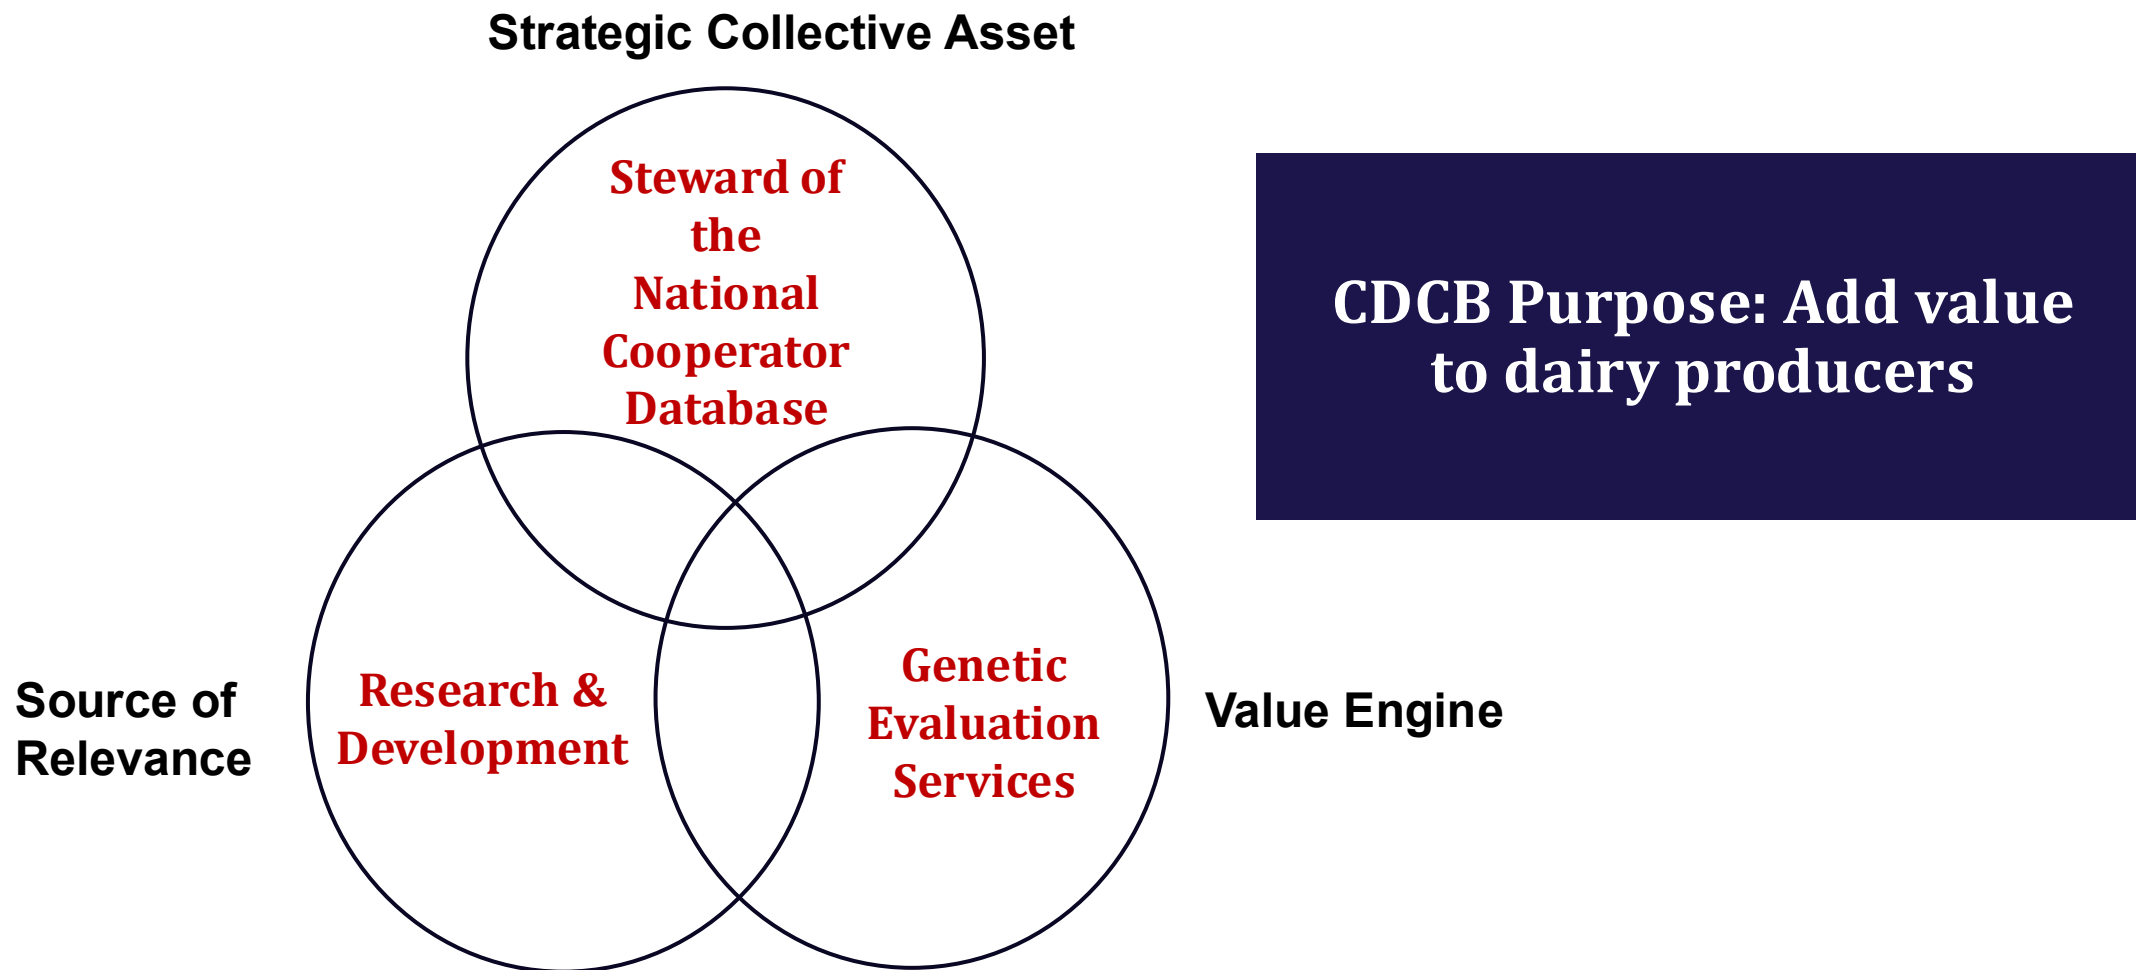 Strategic Collective Asset
Steward of
the
National
Cooperator
Database
CDCB Purpose: Add value
to dairy producers
Source of
Relevance
Research &
Development
Genetic
Evaluation
Services
Value Engine